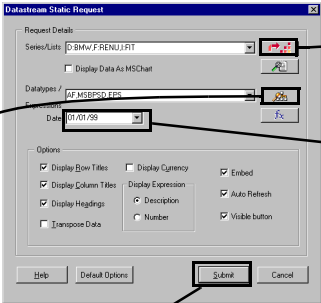 Datastream Static Request
Request Details
Series/Lists D:BMW,F:RENU,I:FIT
Display Data As MSChart
Datatypes /
Expressions AF,MSBPSD,EPS
Date 01/01/99
fx
Options
Display Row Titles
Display Currency
Embed
Display Column Titles
Display Expression
Description
Auto Refresh
Display Headings
Number
Visible button
Transpose Data
Help Default Options Submit Cancel